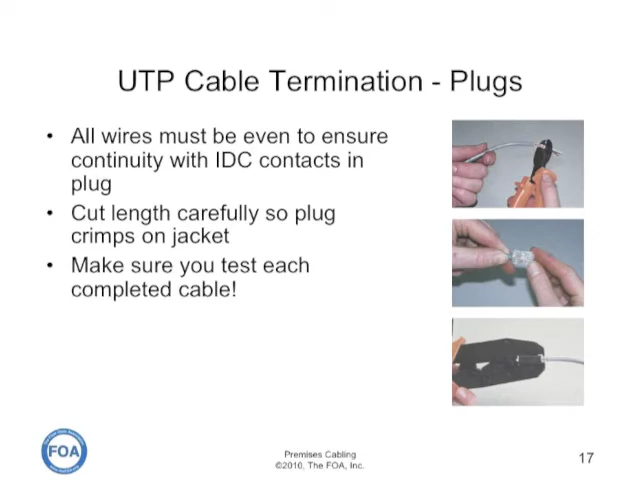 UTP Cable Termination - Plugs
• All wires must be even to ensure
continuity with IDC contacts in
plug
• Cut length carefully so plug
crimps on jacket
• Make sure you test each
completed cable!
FOA
Premises Cabling
©2010, The FOA, Inc.
17